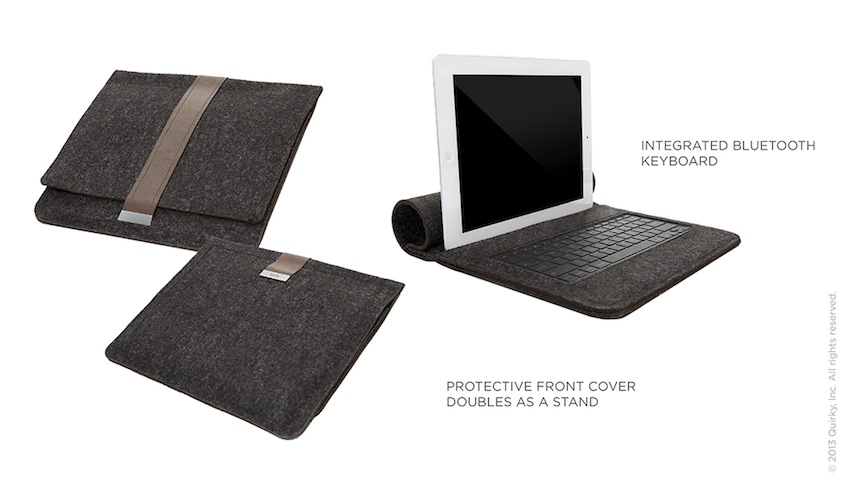 INTEGRATED BLUETOOTH
KEYBOARD
PROTECTIVE FRONT COVER
DOUBLES AS A STAND
© 2013 Quirky, Inc. All rights reserved.